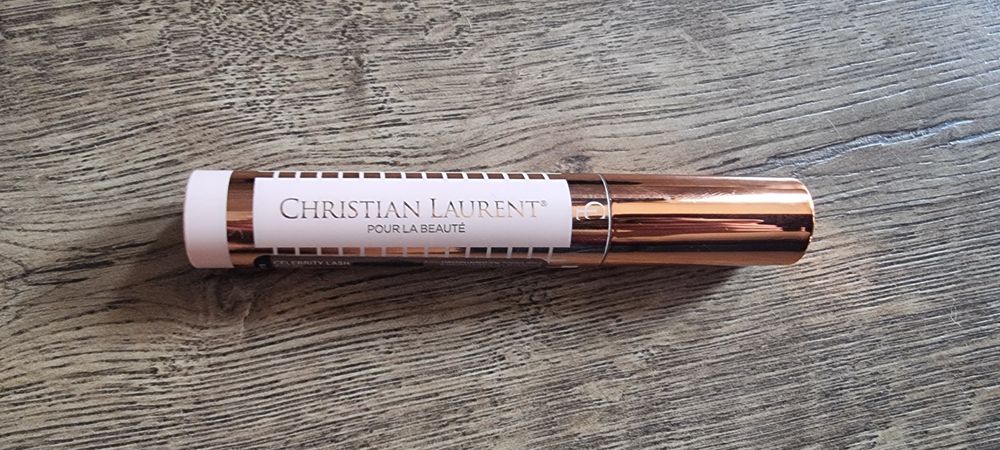 CHRISTIAN LAURENT®
POUR LA BEAUTÉ
CELEBRITY LASH